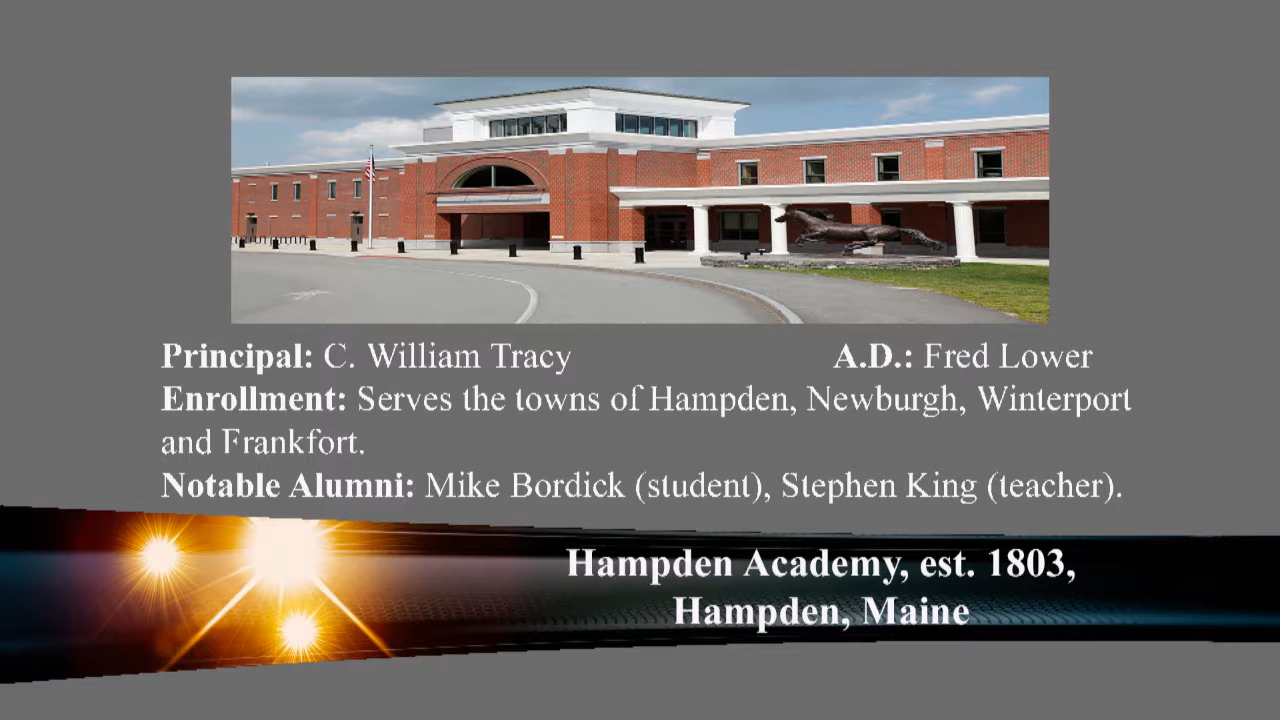 Principal: C. William Tracy A.D.: Fred Lower
Enrollment: Serves the towns of Hampden, Newburgh, Winterport
and Frankfort.
Notable Alumni: Mike Bordick (student), Stephen King (teacher).
Hampden Academy, est. 1803,
Hampden, Maine